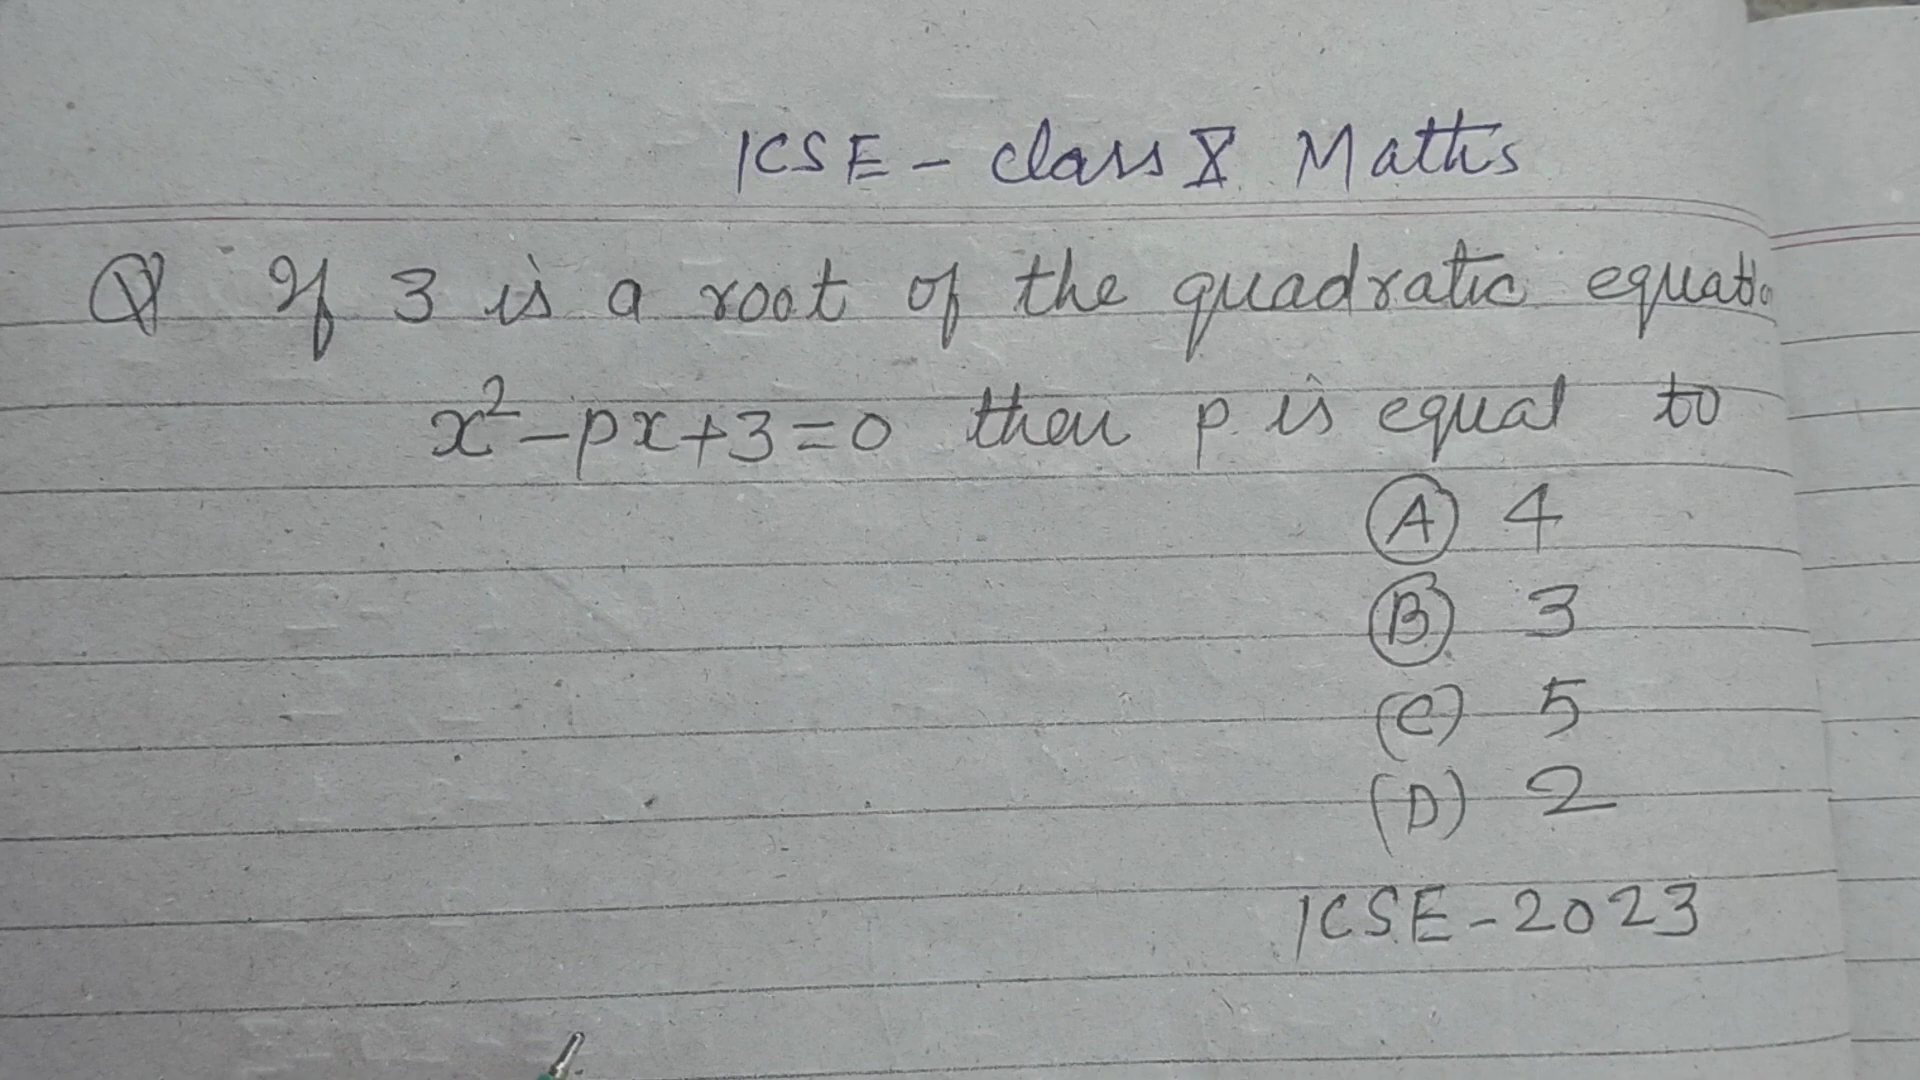 ICSE - class X Maths
Q If 3 is a root of the quadratic equatn
x² - px + 3 = 0 then p is equal to
(A) 4
(B) 3
(C) 5
(D) 2
ICSE - 2023